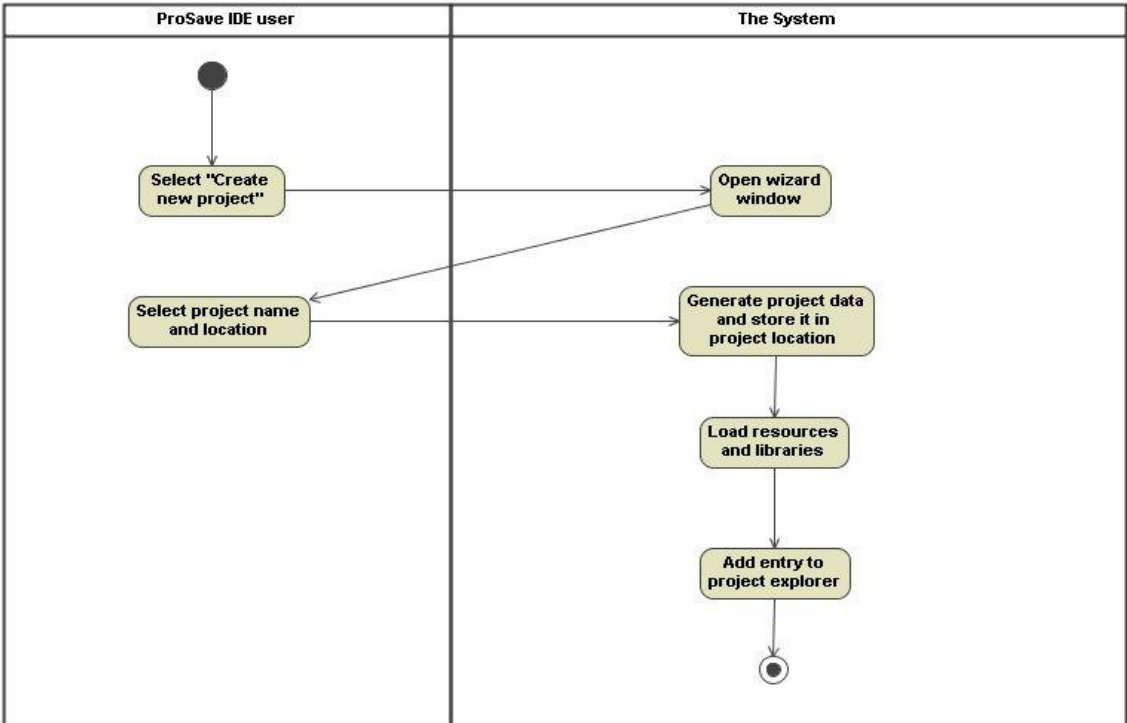 ProSave IDE user
The System
Select "Create
new project"
Open wizard
window
Select project name
and location
Generate project data
and store it in
project location
Load resources
and libraries
Add entry to
project explorer